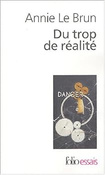 Annie Le Brun
Du trop
de réalité
DANGER
folio essais